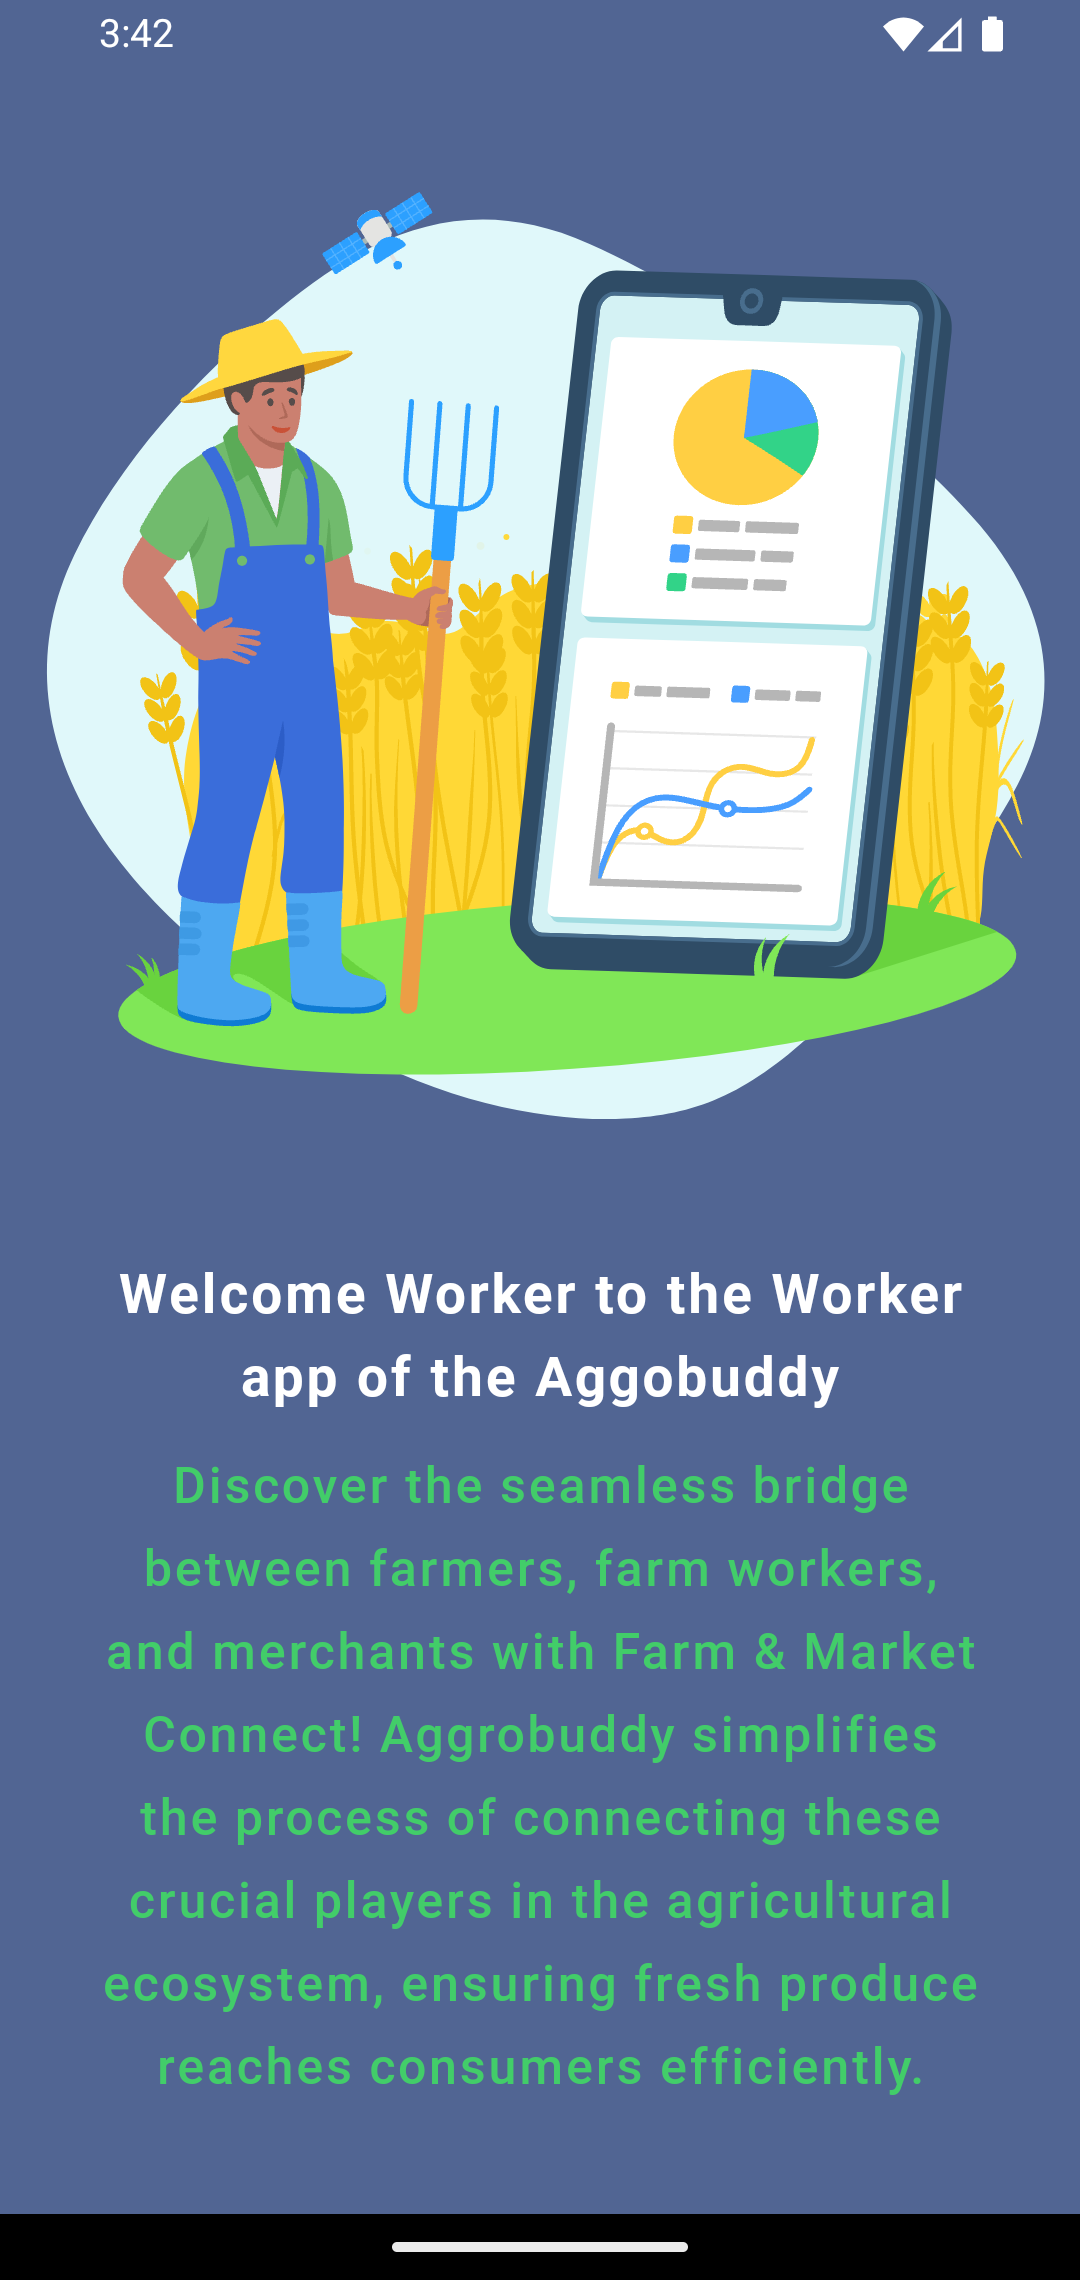 3:42
Welcome Worker to the Worker
app of the Aggobuddy
Discover the seamless bridge
between farmers, farm workers,
and merchants with Farm & Market
Connect! Aggrobuddy simplifies
the process of connecting these
crucial players in the agricultural
ecosystem, ensuring fresh produce
reaches consumers efficiently.